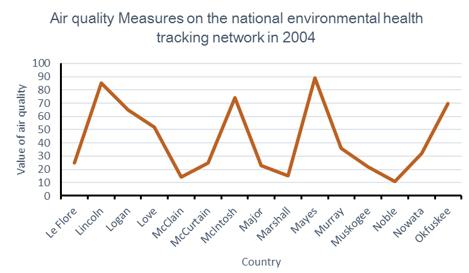 Air quality Measures on the national environmental health
tracking network in 2004
100
90
80
70
60
50
40
30
20
10
0
Value of air quality
Le Flore
Lincoln
Logan
Love
McClain
McCurtain
McIntosh
Major
Marshall
Mayes
Murray
Muskogee
Noble
Nowata
Okfuskee
Country